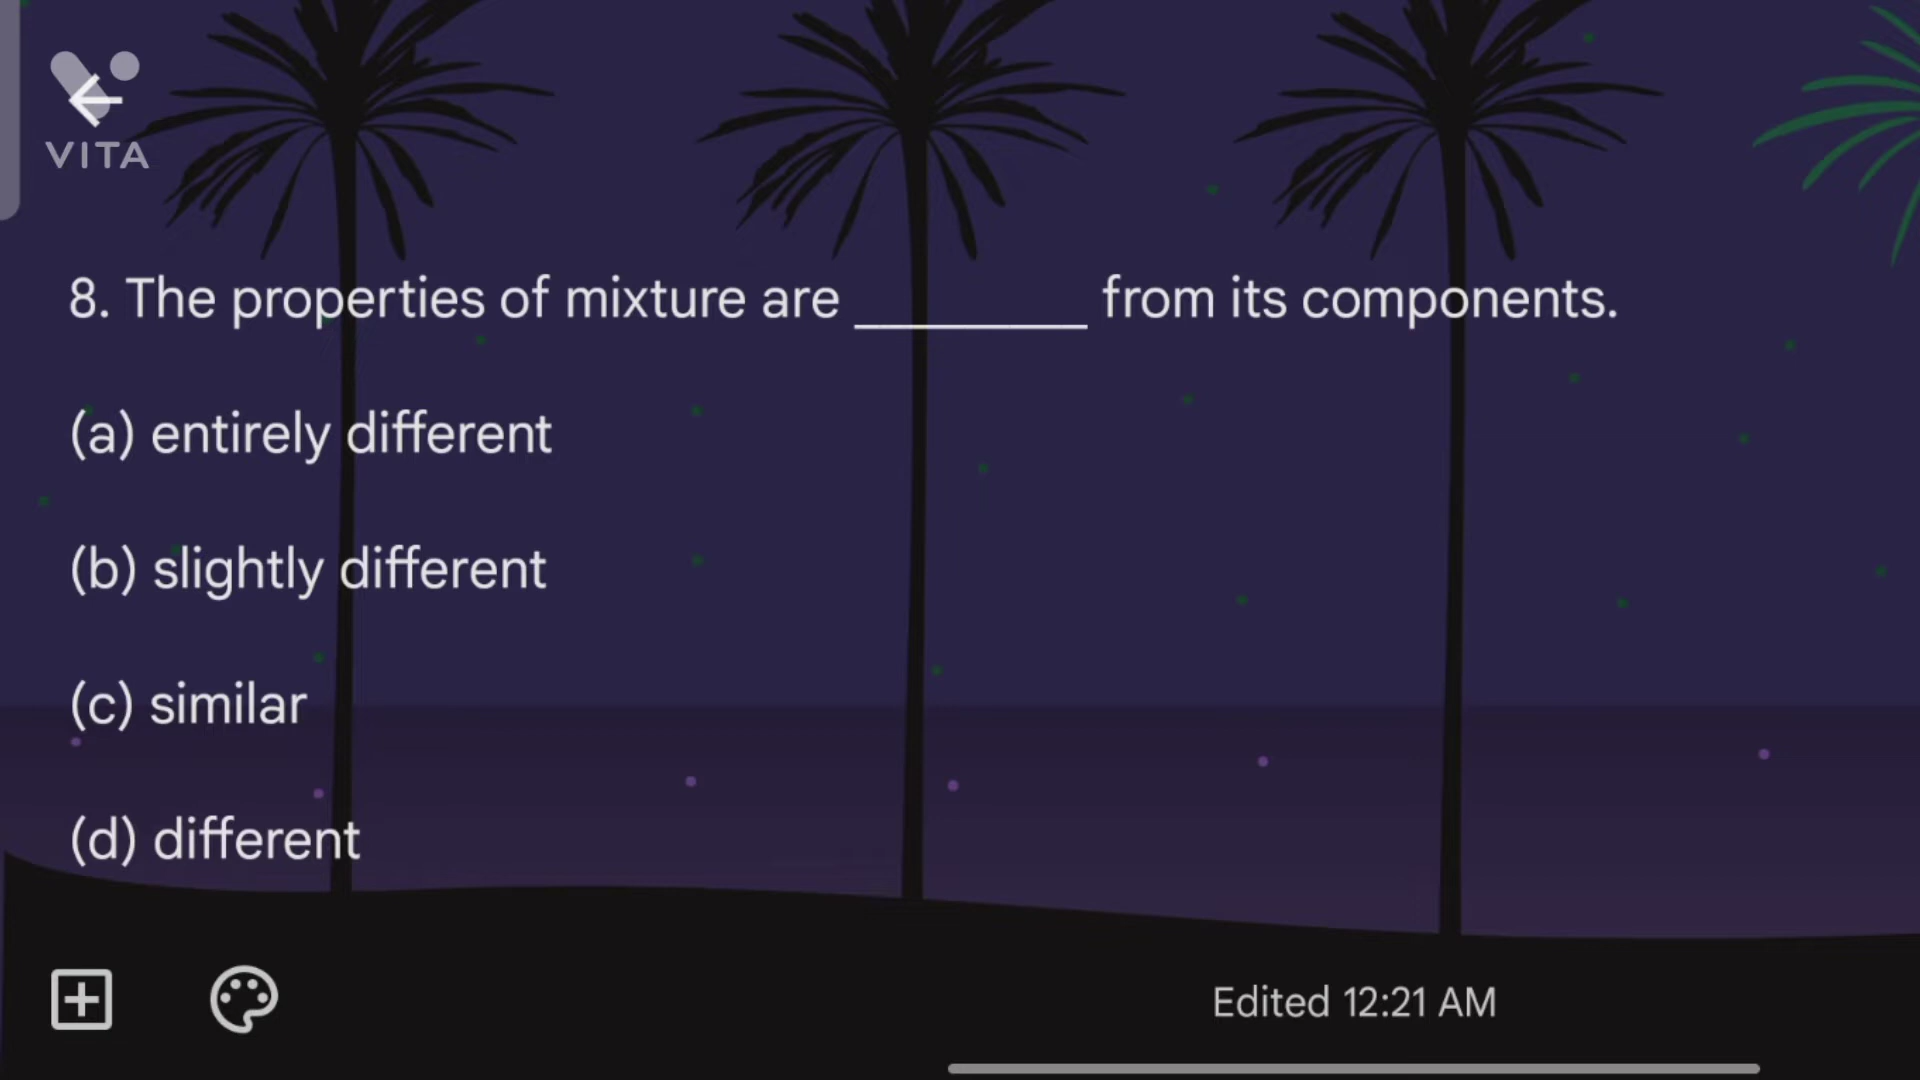 VITA
8. The properties of mixture are ________ from its components.
(a) entirely different
(b) slightly different
(c) similar
(d) different
Edited 12:21 AM